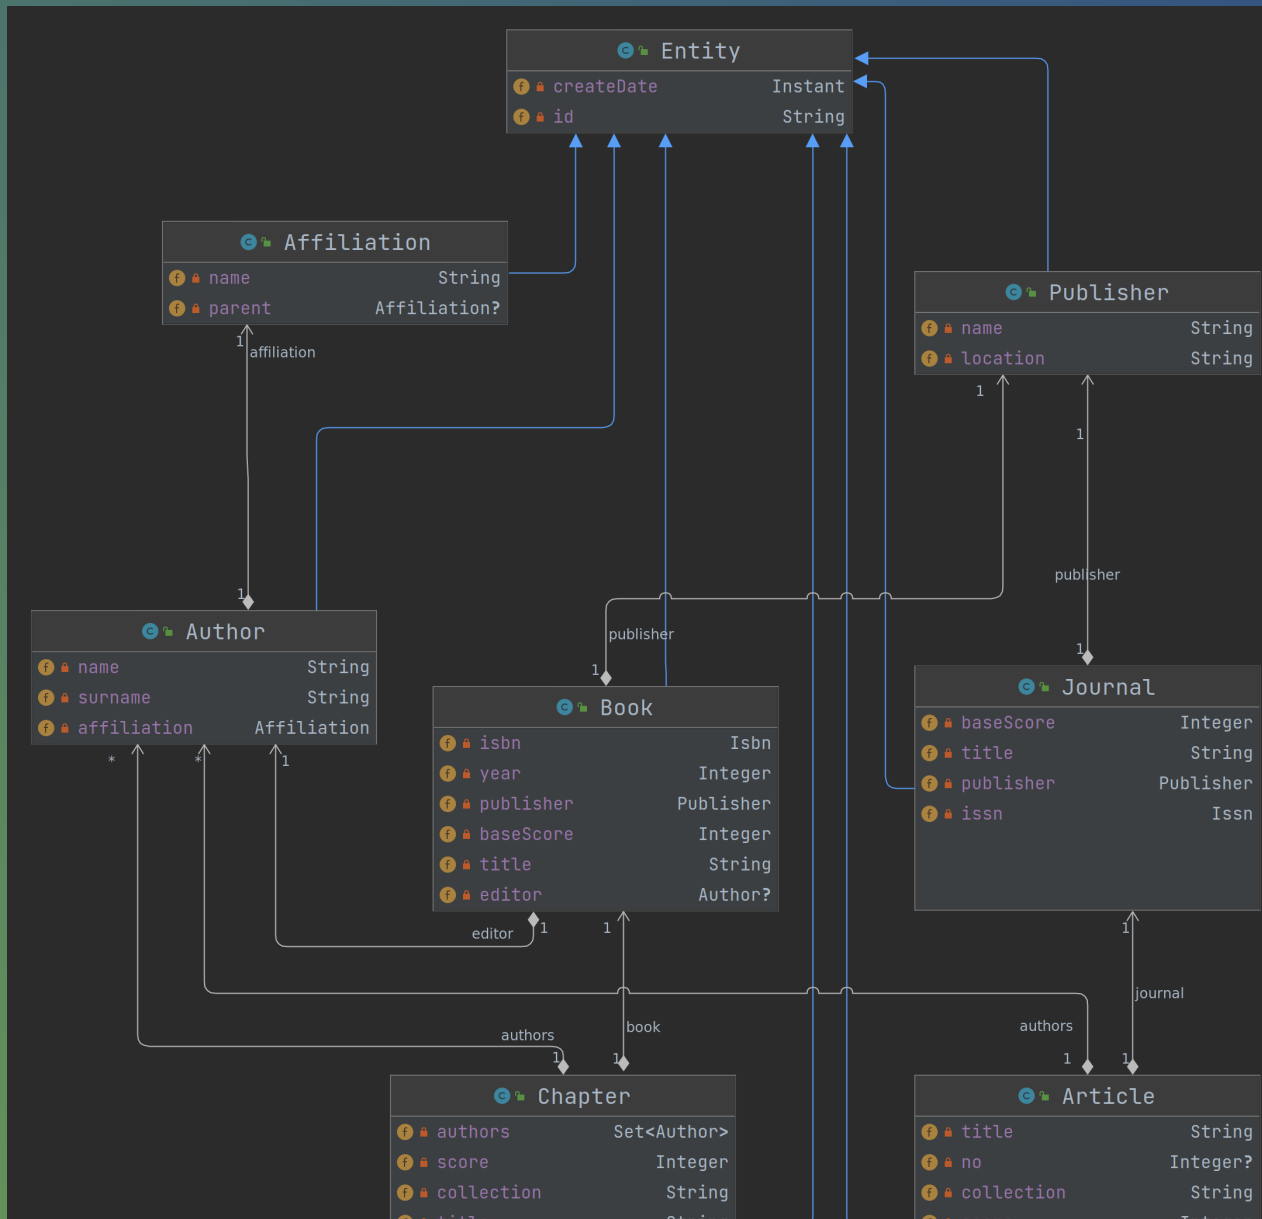 Entity
createDate Instant
id String
Affiliation
name String
parent Affiliation?
1
affiliation
Publisher
name String
location String
1
1
publisher
1
1
Author
name String
surname String
affiliation Affiliation
*
*
1
publisher
1
Book
isbn Isbn
year Integer
publisher Publisher
baseScore Integer
title String
editor Author?
Journal
baseScore Integer
title String
publisher Publisher
issn Issn
editor
1
1
1
journal
book
authors
authors
1
1
1
1
Chapter
authors Set<Author>
score Integer
collection String
Article
title String
no Integer?
collection String